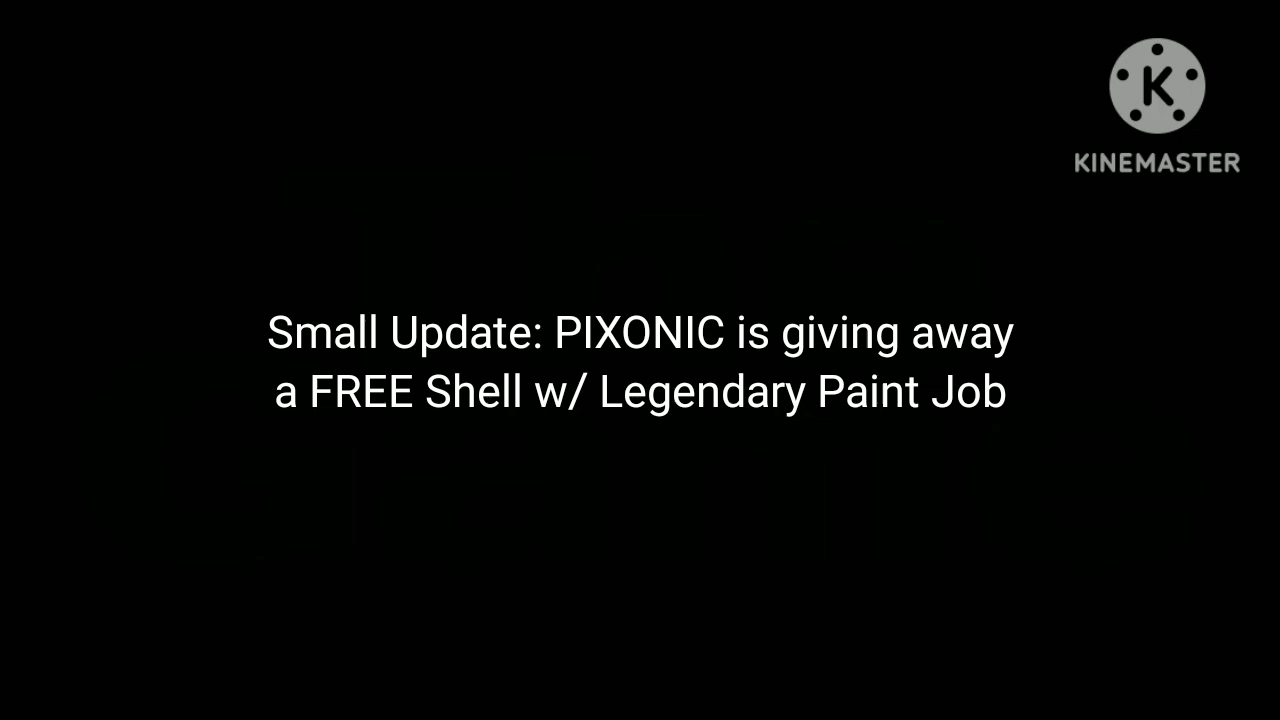 K
KINEMASTER
Small Update: PIXONIC is giving away
a FREE Shell w/ Legendary Paint Job